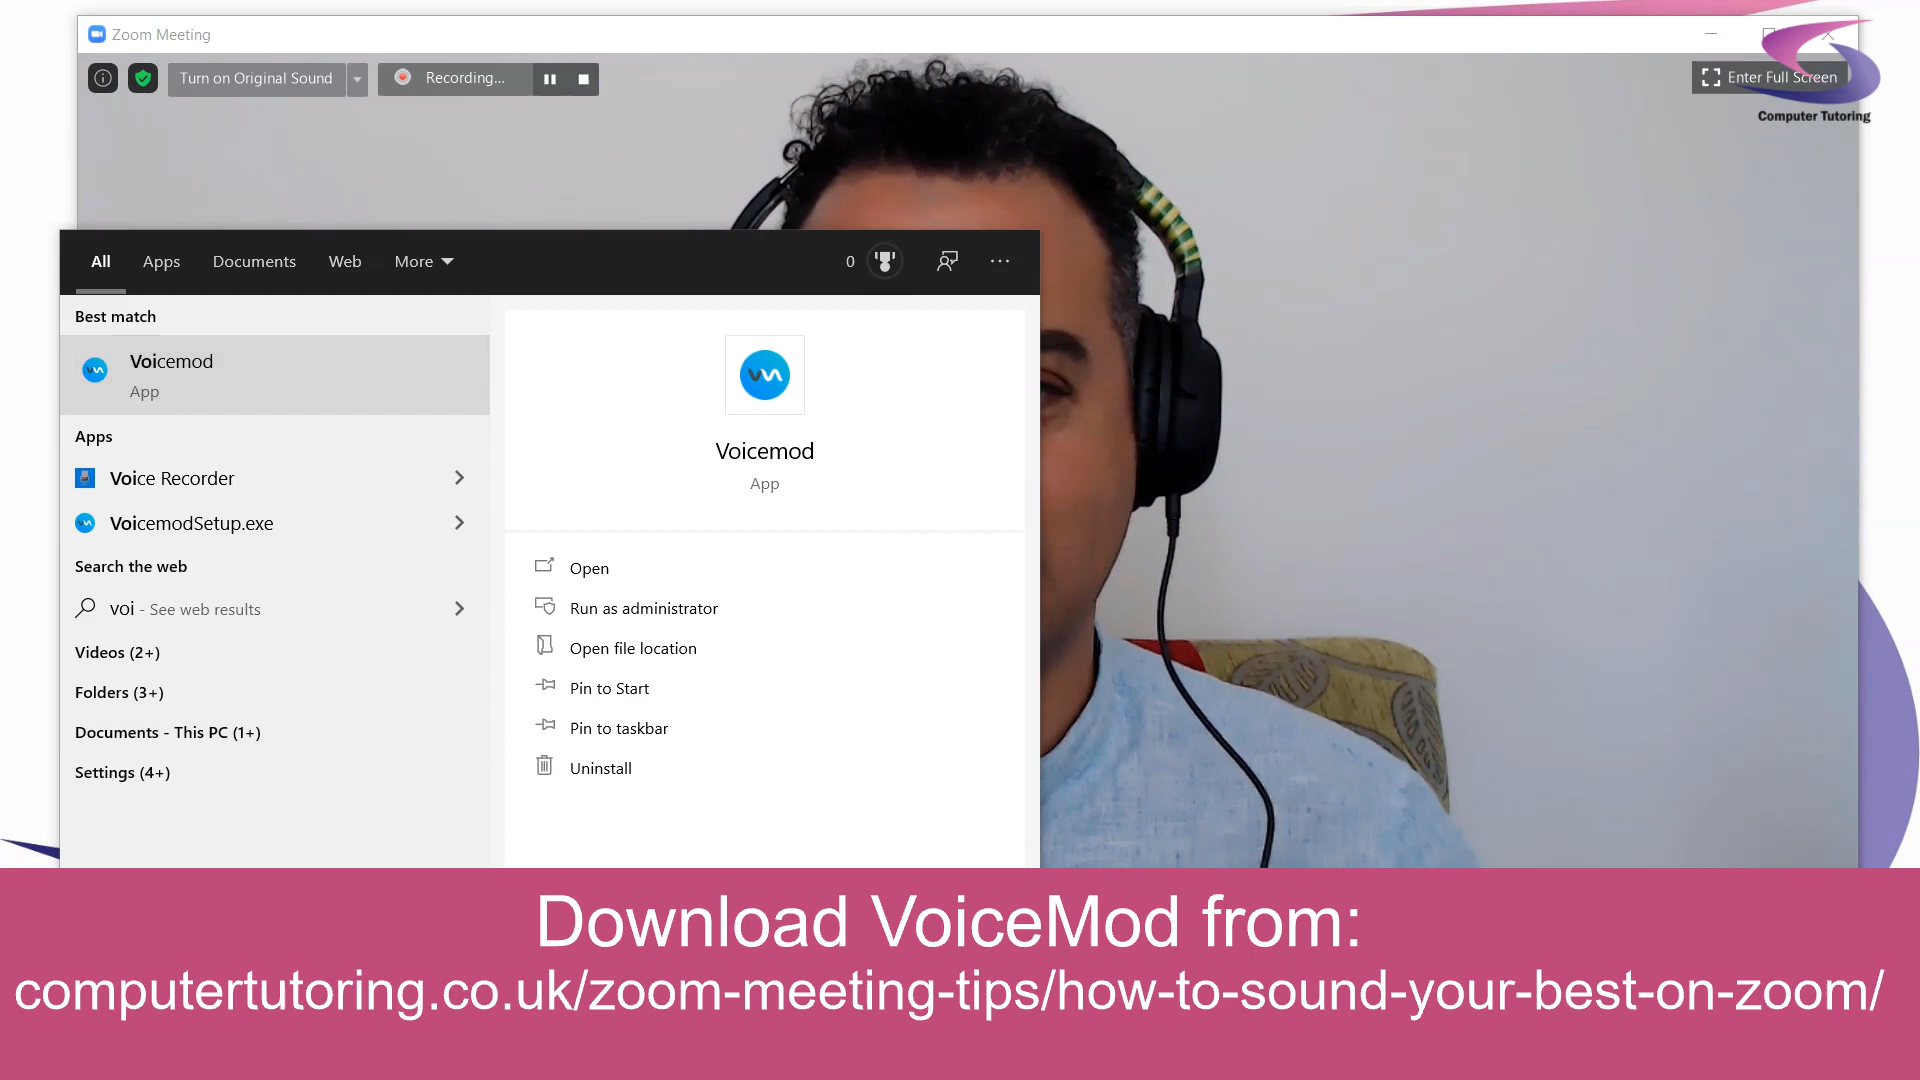 Zoom Meeting
Turn on Original Sound
Recording...
Enter Full Screen
Computer Tutoring
All Apps Documents Web More
0
Best match
Voicemod
App
Apps
Voice Recorder
VoicemodSetup.exe
Search the web
voi - See web results
Videos (2+)
Folders (3+)
Documents - This PC (1+)
Settings (4+)
Voicemod
App
Open
Run as administrator
Open file location
Pin to Start
Pin to taskbar
Uninstall
Download VoiceMod from:
computertutoring.co.uk/zoom-meeting-tips/how-to-sound-your-best-on-zoom/